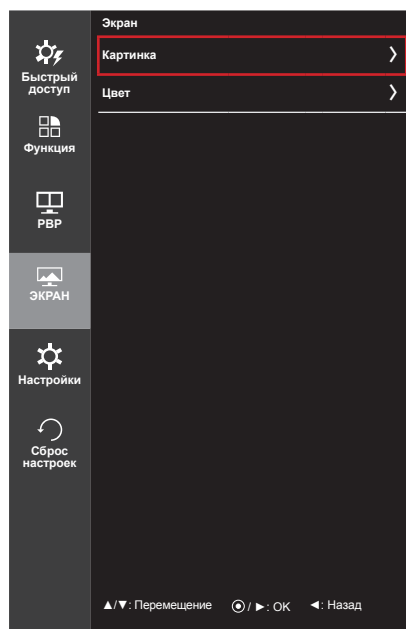 Экран
Картинка
Цвет
Быстрый
доступ
Функция
PBP
ЭКРАН
Настройки
Сброс
настроек
▲/▼: Перемещение ⦿ / ►: OK ◄: Назад